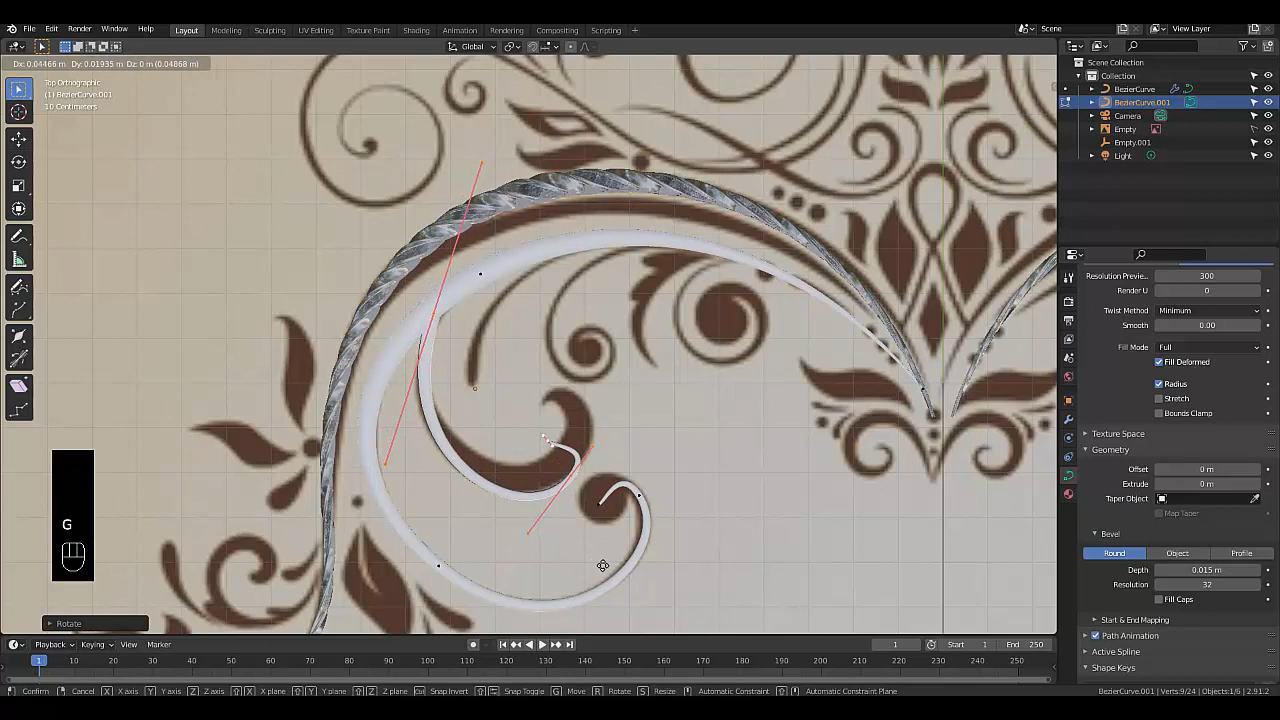 File Edit Render Window Help Layout Modeling Sculpting UV Editing Texture Paint Shading Animation Rendering Compositing Scripting Scene View Layer
Global
Dx: 0.04466 m Dy: 0.01935 m Dz: 0 m (0.04868 m)
Top Orthographic
(1) BezierCurve.001
10 Centimeters
Scene Collection
Collection
BezierCurve
BezierCurve.001
Camera
Empty
Empty.001
Light
Resolution Preview... 300
Render U 0
Twist Method Minimum
Smooth 0.00
Fill Mode Full
Fill Deformed
Radius
Stretch
Bounds Clamp
Texture Space
Geometry
Offset 0 m
Extrude 0 m
Taper Object
Map Taper
Bevel
Round Object Profile
Depth 0.015 m
Resolution 32
Fill Caps
Start & End Mapping
Path Animation
Active Spline
Shape Keys
G
Rotate
Playback Keying View Marker 1 Start 1 End 250
1 10 20 30 40 50 60 70 80 90 100 110 120 130 140 150 160 170 180 190 200 210 220 230 240 250
Confirm Cancel X X axis Y Y axis Z Z axis X X plane Y Y plane Z Z plane Ctrl Snap Invert Snap Toggle G Move R Rotate S Resize Automatic Constraint Automatic Constraint Plane BezierCurve.001 | Verts:9/24 | Objects:1/6 | 2.91.2